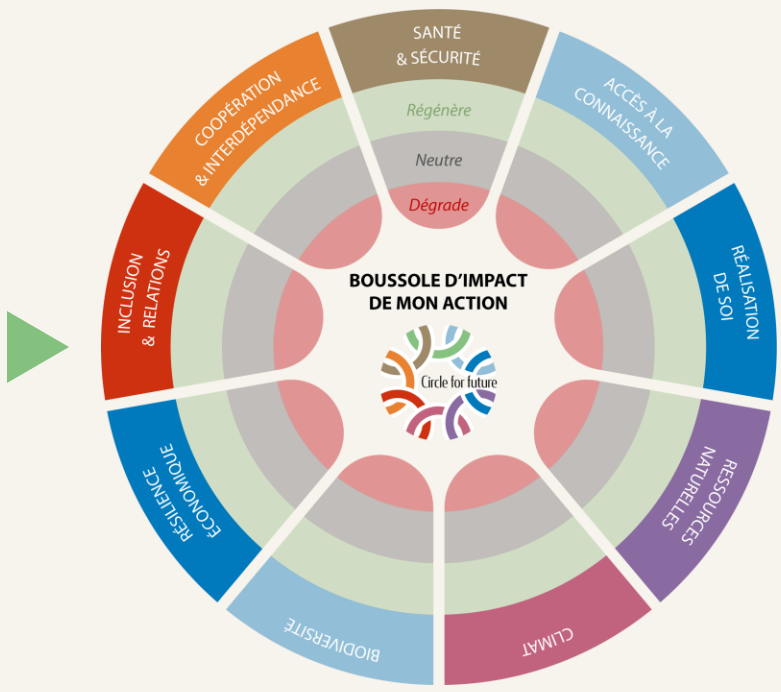 SANTÉ
& SÉCURITÉ
ACCÈS À LA
CONNAISSANCE
RÉALISATION
DE SOI
RESSOURCES
NATURELLES
CLIMAT
BIODIVERSITÉ
RÉSILIENCE
ÉCONOMIQUE
INCLUSION
& RELATIONS
COOPÉRATION
& INTERDÉPENDANCE
Régénère
Neutre
Dégrade
BOUSSOLE D'IMPACT
DE MON ACTION
Circle for future